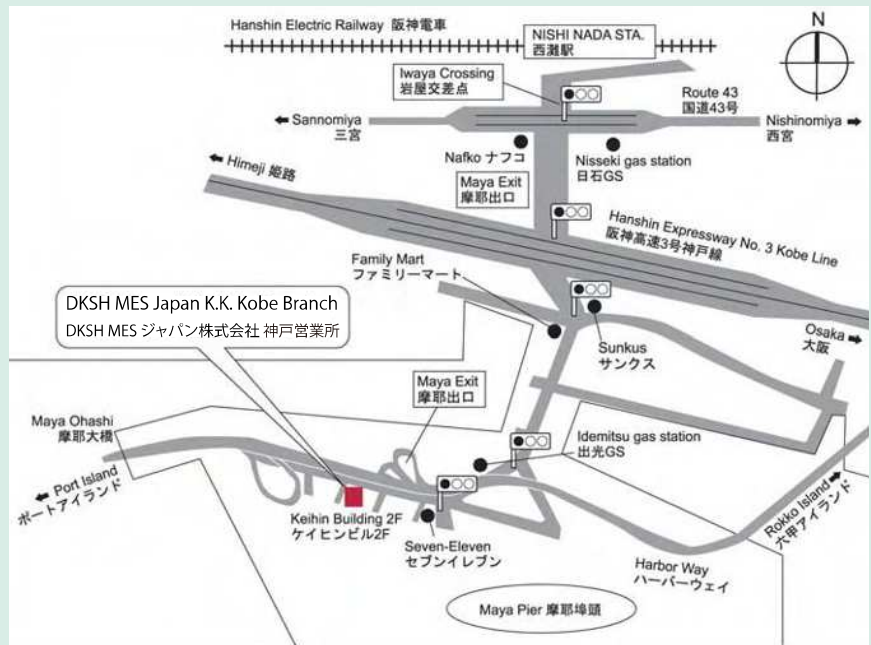 Hanshin Electric Railway 阪神電車
NISHI NADA STA.
西灘駅
N
Iwaya Crossing
岩屋交差点
Route 43
国道43号
Sannomiya
三宮
Nishinomiya
西宮
Nafko ナフコ
Nisseki gas station
日石GS
Himeji 姫路
Maya Exit
摩耶出口
Hanshin Expressway No. 3 Kobe Line
阪神高速3号神戸線
Family Mart
ファミリーマート
DKSH MES Japan K.K. Kobe Branch
DKSH MES ジャパン株式会社 神戸営業所
Sunkus
サンクス
Osaka
大阪
Maya Exit
摩耶出口
Maya Ohashi
摩耶大橋
Idemitsu gas station
出光GS
Port Island
ポートアイランド
Rokko Island
六甲アイランド
Keihin Building 2F
ケイヒンビル2F
Seven-Eleven
セブンイレブン
Harbor Way
ハーバーウェイ
Maya Pier 摩耶埠頭